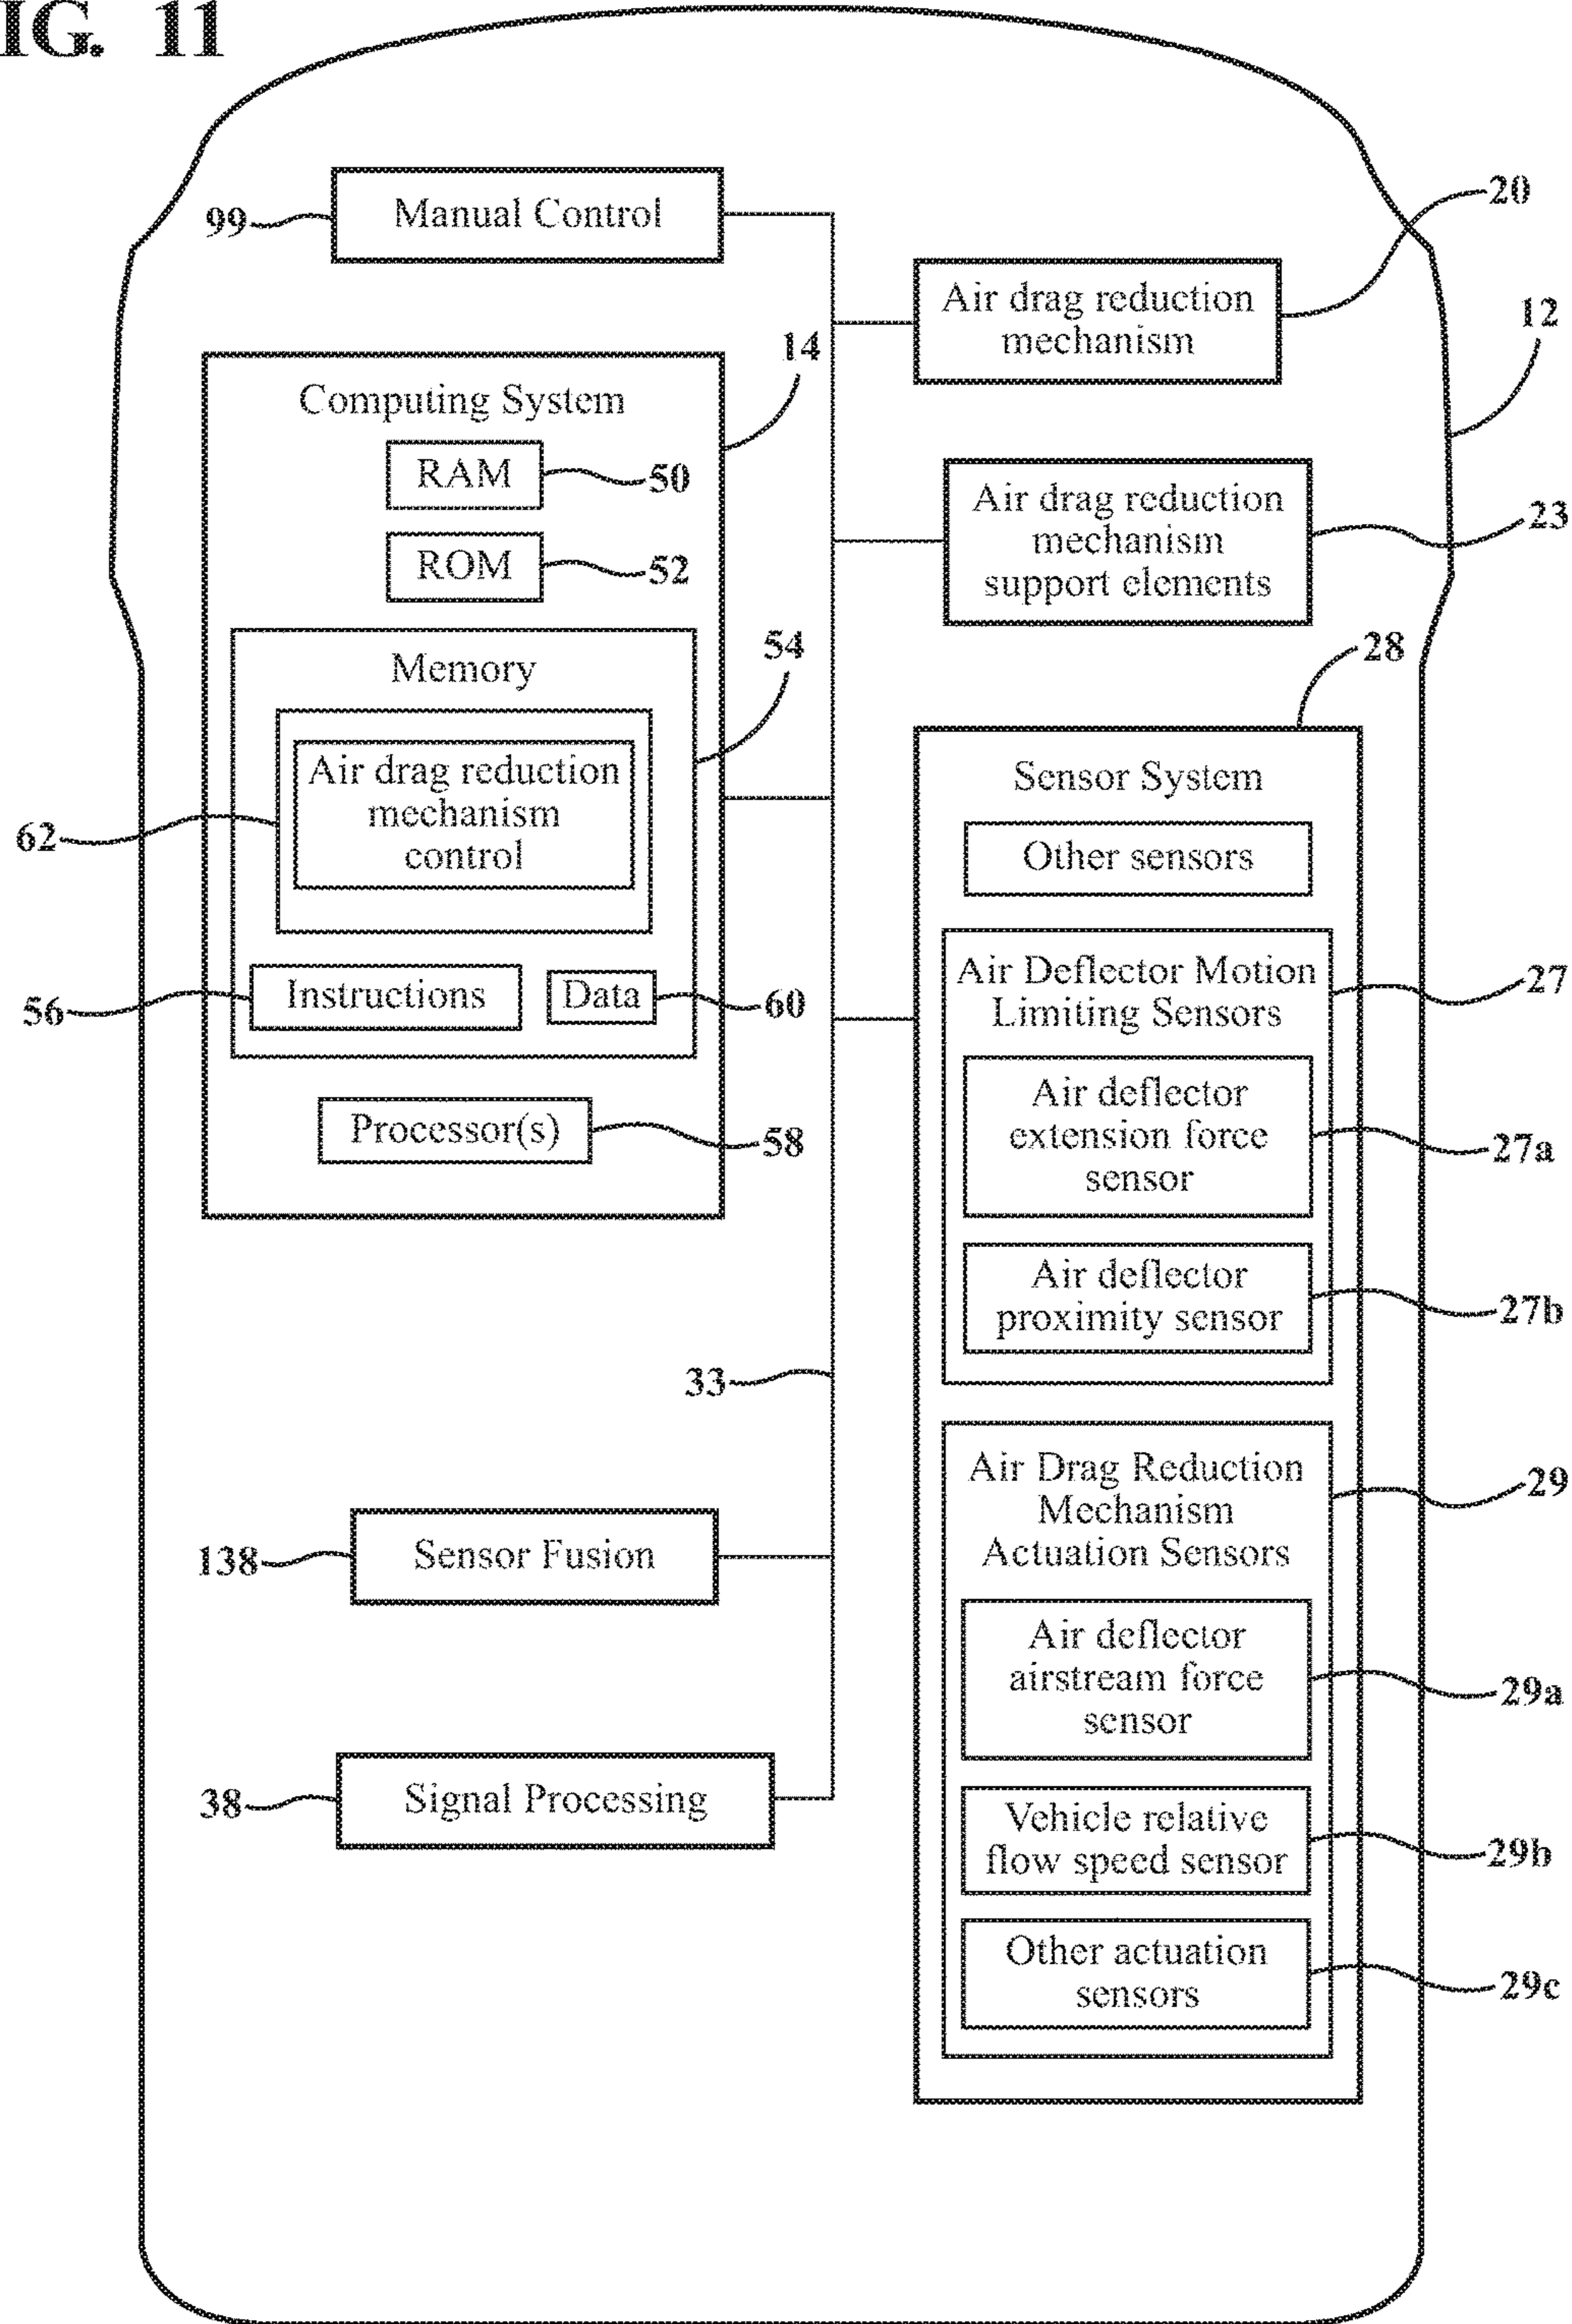 IG. 11
Manual Control
99
20
Air drag reduction
mechanism
12
14
Computing System
RAM
50
ROM
52
Air drag reduction
mechanism
support elements
23
Memory
54
Air drag reduction
mechanism
control
62
Instructions
56
Data
60
Processor(s)
58
28
Sensor System
Other sensors
Air Deflector Motion
Limiting Sensors
27
Air deflector
extension force
sensor
27a
Air deflector
proximity sensor
27b
33
Air Drag Reduction
Mechanism
Actuation Sensors
29
138
Sensor Fusion
Air deflector
airstream force
sensor
29a
38
Signal Processing
Vehicle relative
flow speed sensor
29b
Other actuation
sensors
29c